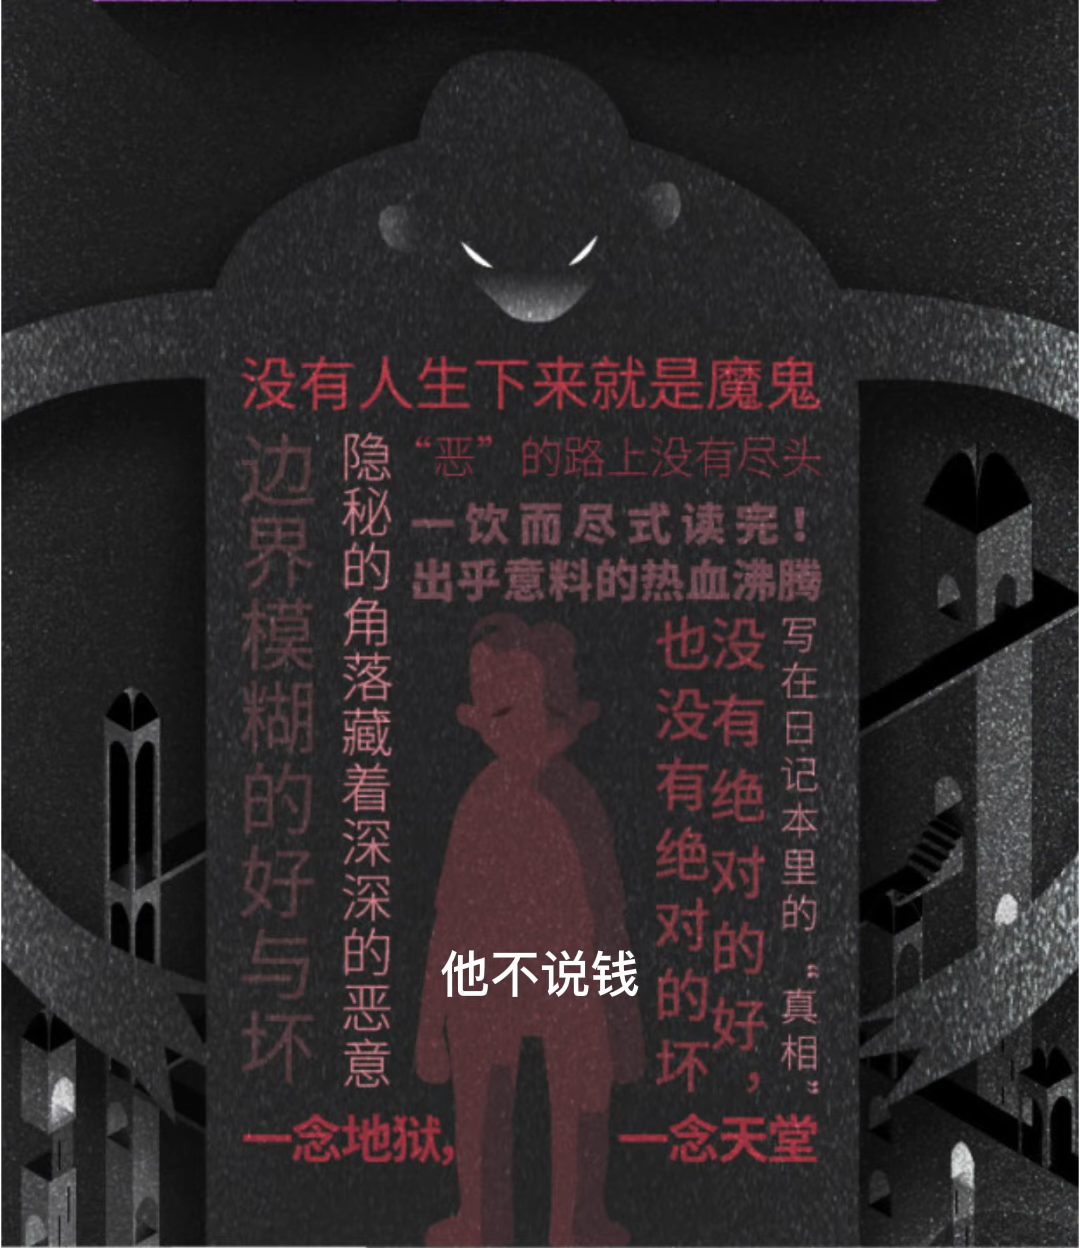 没有人生下来就是魔鬼
边界模糊的好与坏
隐秘的角落藏着深深的恶意
“恶”的路上没有尽头
一饮而尽式读完！
出乎意料的热血沸腾
没有绝对的好，
也没有绝对的坏
写在日记本里的“真相”
他不说钱
一念地狱,
一念天堂